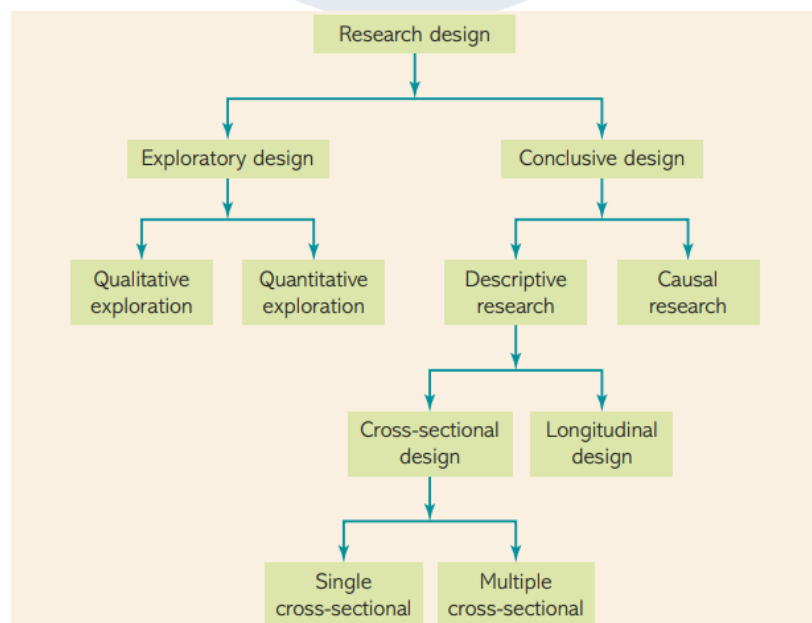 Research design
Exploratory design
Conclusive design
Qualitative
exploration
Quantitative
exploration
Descriptive
research
Causal
research
Cross-sectional
design
Longitudinal
design
Single
cross-sectional
Multiple
cross-sectional